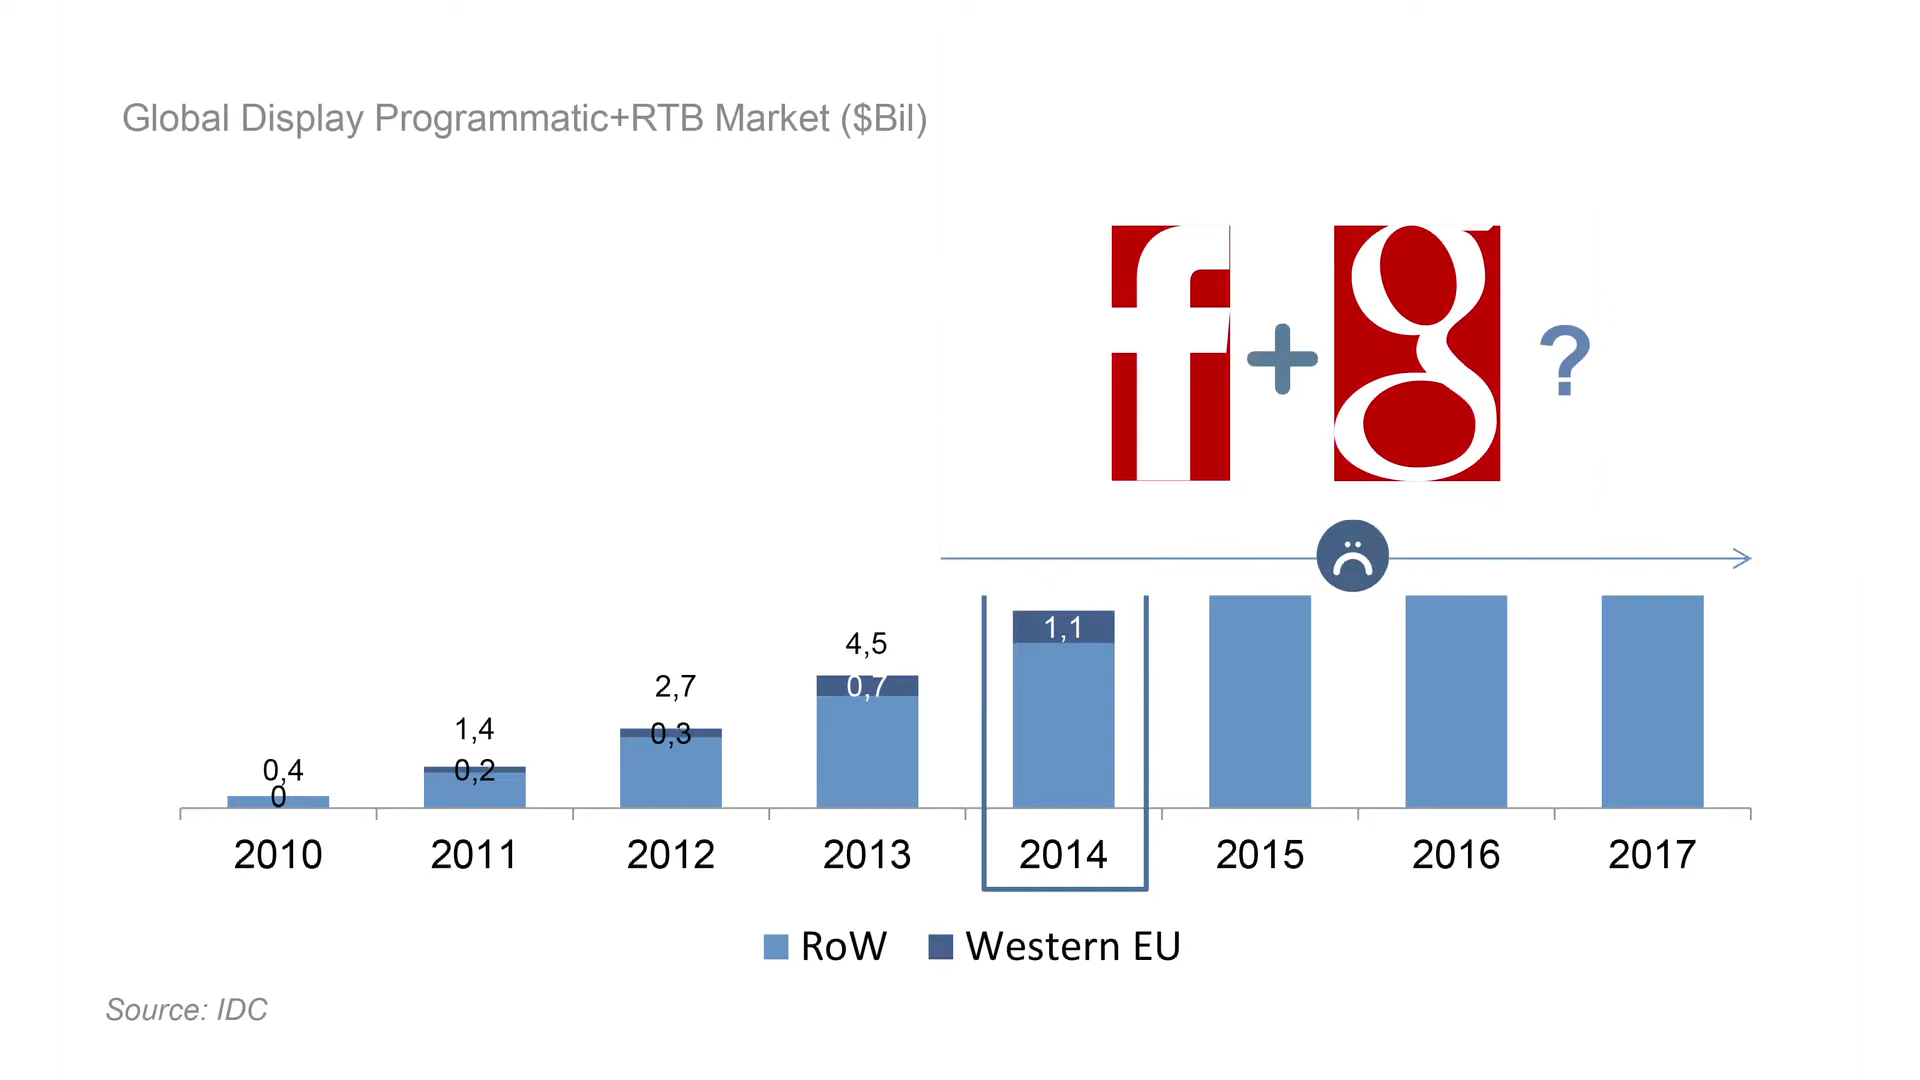 Global Display Programmatic+RTB Market ($Bil)
f + g ?
4,5
1,1
2,7
0,7
1,4
0,3
0,4
0,2
0
2010 2011 2012 2013 2014 2015 2016 2017
RoW Western EU
Source: IDC